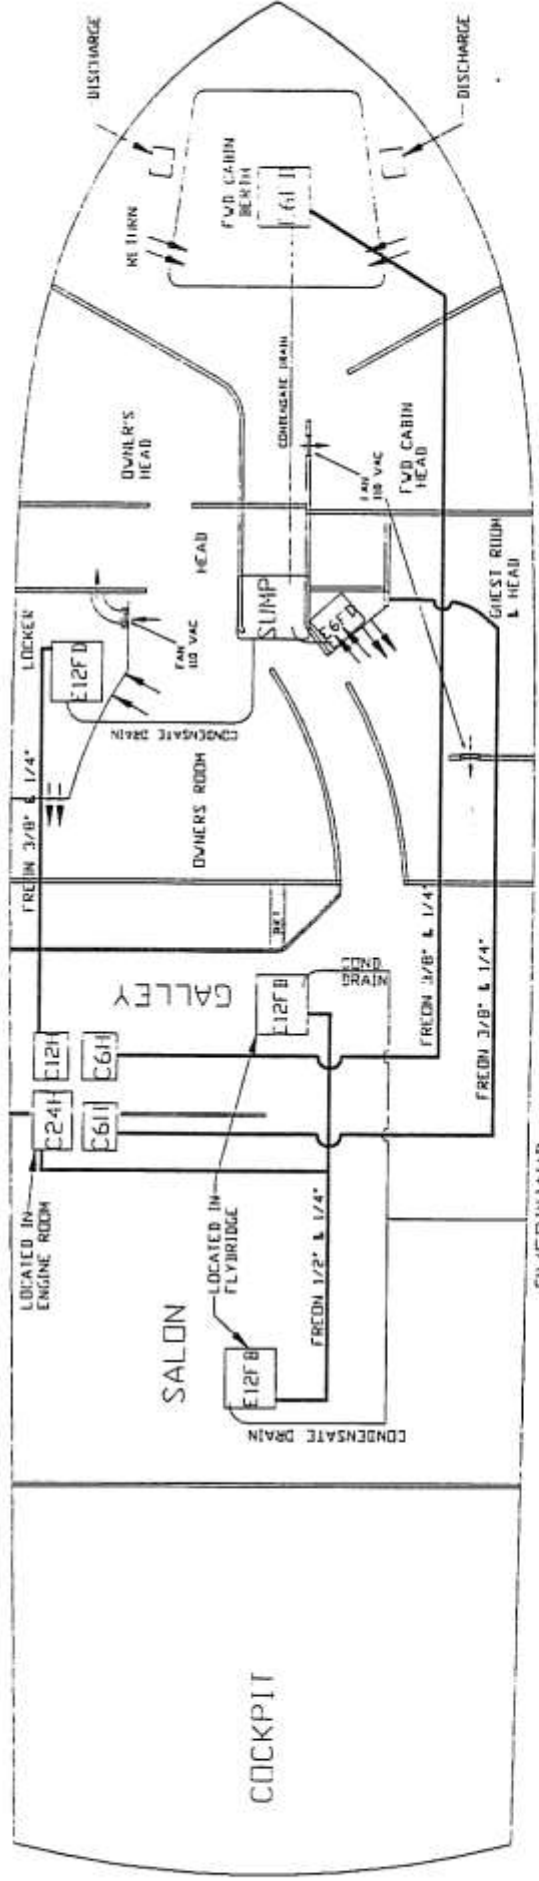 DISCHARGE
DISCHARGE
RETURN
FWD CABIN
BERTH
CONDENSATE DRAIN
OWNER'S
HEAD
FAN
110 VAC
FWD CABIN
HEAD
HEAD
SUMP
E6FD
GUEST ROOM
& HEAD
LOCKER
E12FD
FAN
110 VAC
CONDENSATE DRAIN
OWNERS ROOM
FREON 3/8" & 1/4"
GALLEY
E12FB
COND
DRAIN
FREON 3/8" & 1/4"
FREON 3/8" & 1/4"
C12H
C6H
C24H
C6H
LOCATED IN
ENGINE ROOM
LOCATED IN
FLYBRIDGE
SALON
E12FB
FREON 1/2" & 1/4"
CONDENSATE DRAIN
COCKPIT